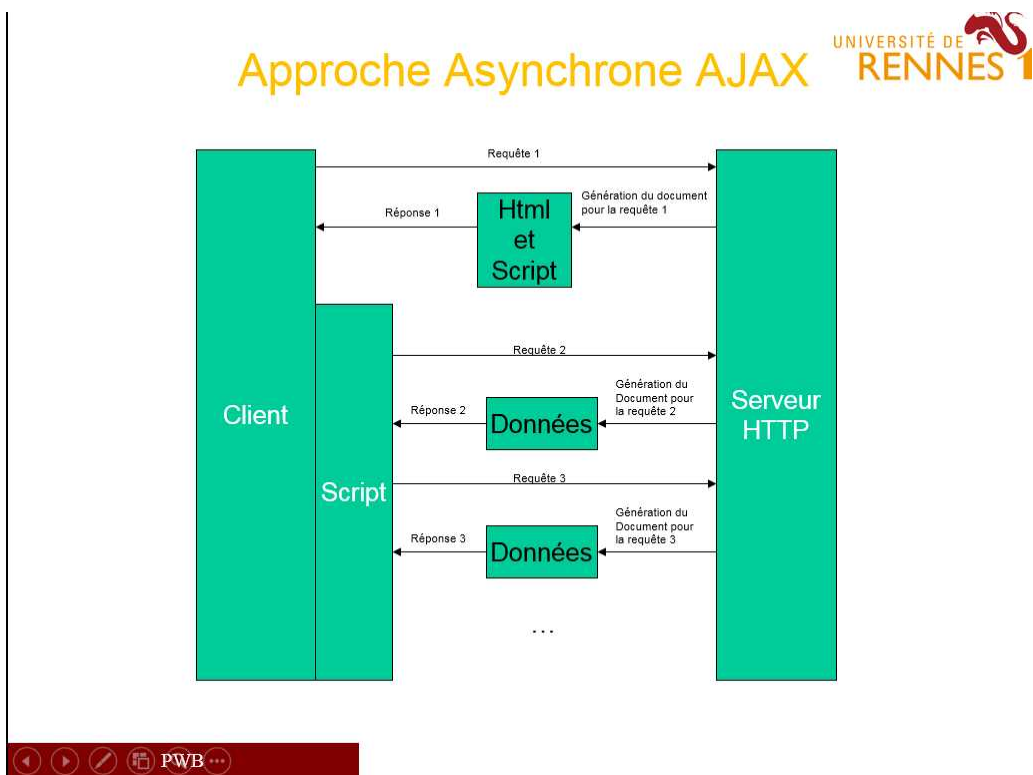 UNIVERSITÉ DE
RENNES 1
Approche Asynchrone AJAX
Requête 1
Génération du document
pour la requête 1
Réponse 1
Html
et
Script
Requête 2
Génération du
Document pour
la requête 2
Réponse 2
Données
Client
Serveur
HTTP
Script
Requête 3
Génération du
Document pour
la requête 3
Réponse 3
Données
...
PWB